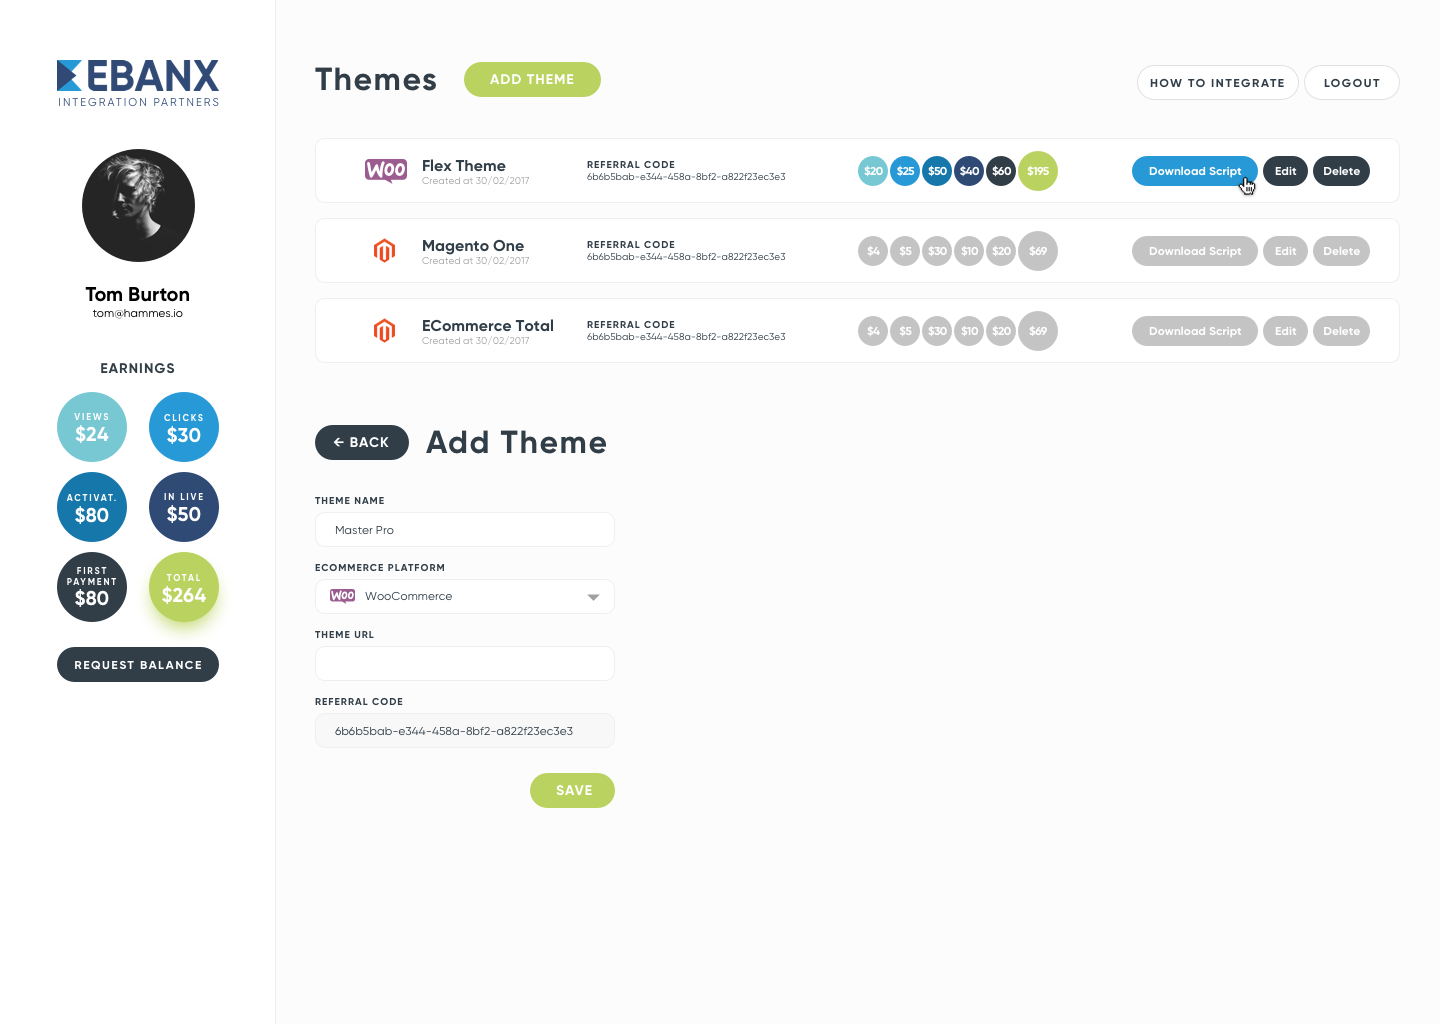 EBANX
INTEGRATION PARTNERS
Tom Burton
tom@hammes.io
EARNINGS
VIEWS
$24
CLICKS
$30
ACTIVAT.
$80
IN LIVE
$50
FIRST
PAYMENT
$80
TOTAL
$264
REQUEST BALANCE
Themes
ADD THEME
HOW TO INTEGRATE
LOGOUT
WOO
Flex Theme
Created at 30/02/2017
REFERRAL CODE
6b6b5bab-e344-458a-8bf2-a822f23ec3e3
$20 $25 $50 $40 $60 $195
Download Script Edit Delete
Magento One
Created at 30/02/2017
REFERRAL CODE
6b6b5bab-e344-458a-8bf2-a822f23ec3e3
$4 $5 $30 $10 $20 $69
Download Script Edit Delete
ECommerce Total
Created at 30/02/2017
REFERRAL CODE
6b6b5bab-e344-458a-8bf2-a822f23ec3e3
$4 $5 $30 $10 $20 $69
Download Script Edit Delete
← BACK
Add Theme
THEME NAME
Master Pro
ECOMMERCE PLATFORM
WOO WooCommerce
THEME URL
REFERRAL CODE
6b6b5bab-e344-458a-8bf2-a822f23ec3e3
SAVE